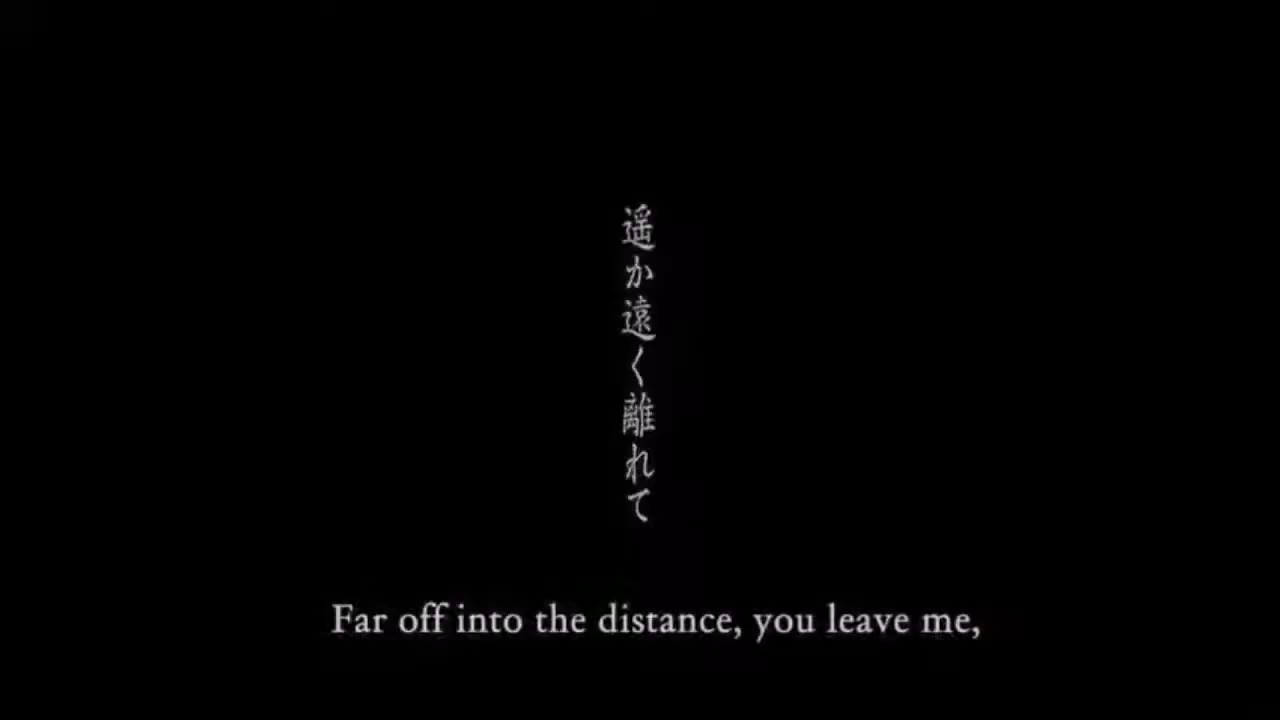 遥か遠く離れて
Far off into the distance, you leave me,